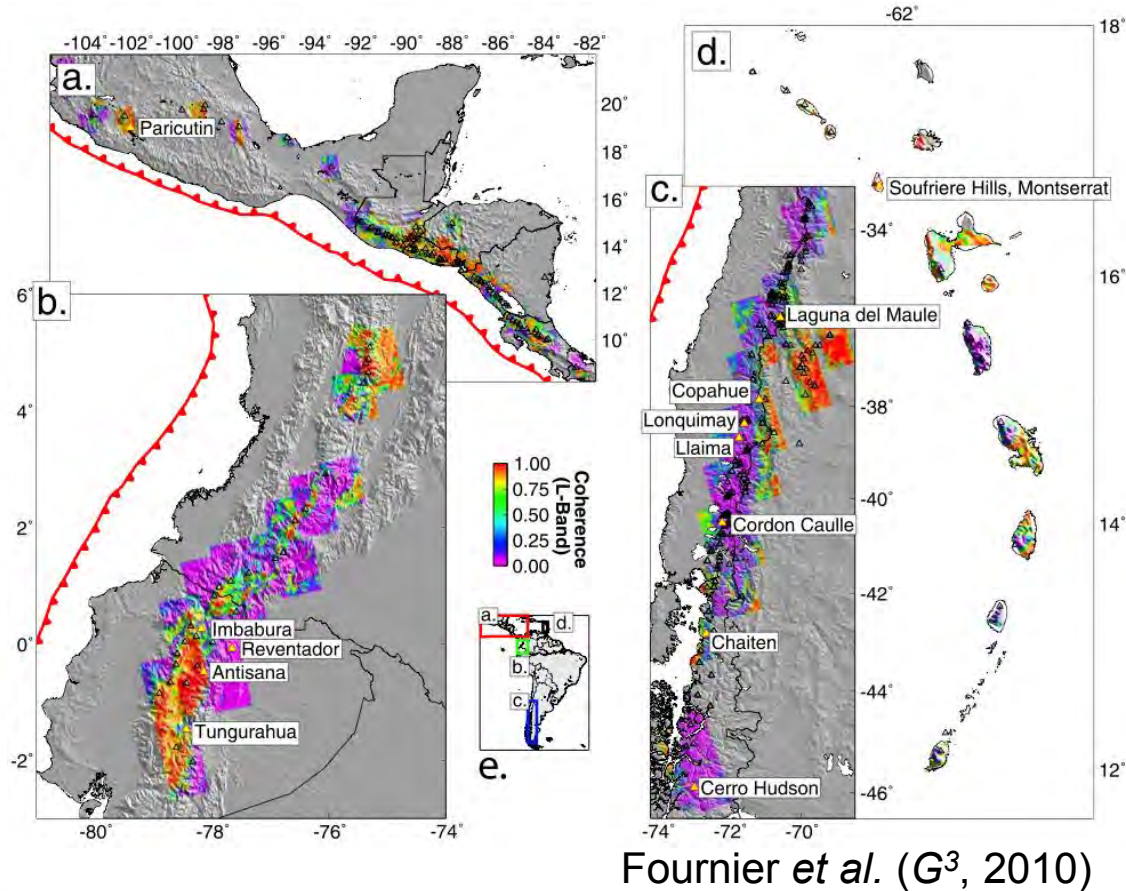 -104° -102° -100° -98° -96° -94° -92° -90° -88° -86° -84° -82°
a.
Paricutin
20°
18°
16°
14°
12°
10°
b.
6°
4°
2°
0°
-2°
-80° -78° -76° -74°
Imbabura
Reventador
Antisana
Tungurahua
1.00
0.75
0.50
0.25
0.00
Coherence
(L-Band)
a.
d.
b.
c.
e.
c.
-34°
-38°
-40°
-42°
-44°
-46°
-74° -72° -70°
Laguna del Maule
Copahue
Lonquimay
Llaima
Cordon Caulle
Chaiten
Cerro Hudson
d.
-62°
18°
16°
14°
12°
Soufriere Hills, Montserrat
Fournier et al. (G³, 2010)